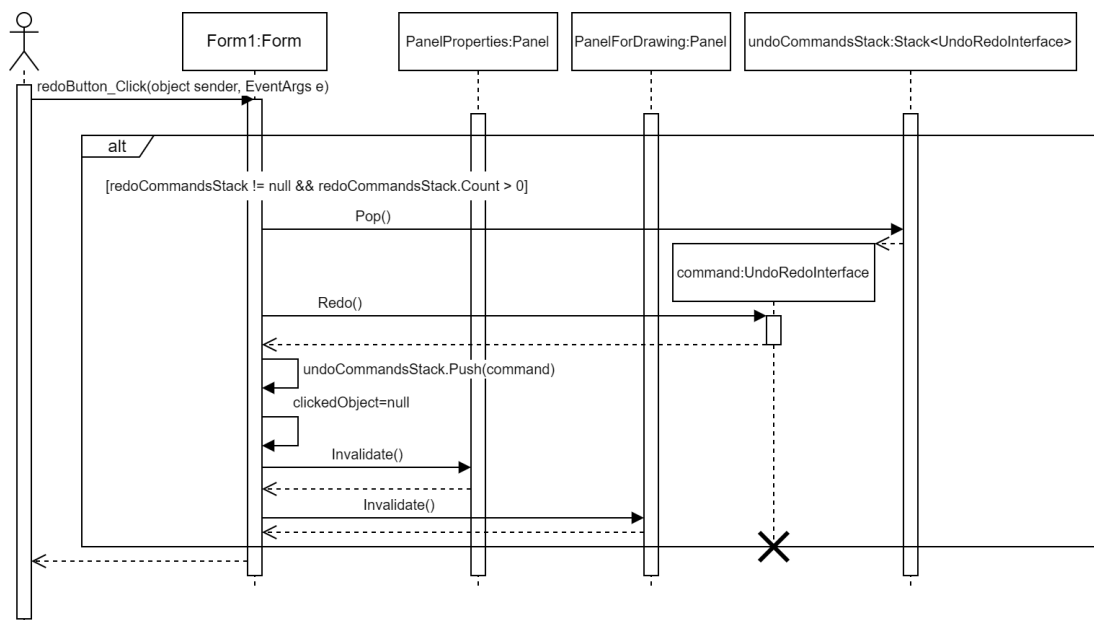 Form1:Form
PanelProperties:Panel
PanelForDrawing:Panel
undoCommandsStack:Stack<UndoRedoInterface>
redoButton_Click(object sender, EventArgs e)
alt
[redoCommandsStack != null && redoCommandsStack.Count > 0]
Pop()
command:UndoRedoInterface
Redo()
undoCommandsStack.Push(command)
clickedObject=null
Invalidate()
Invalidate()